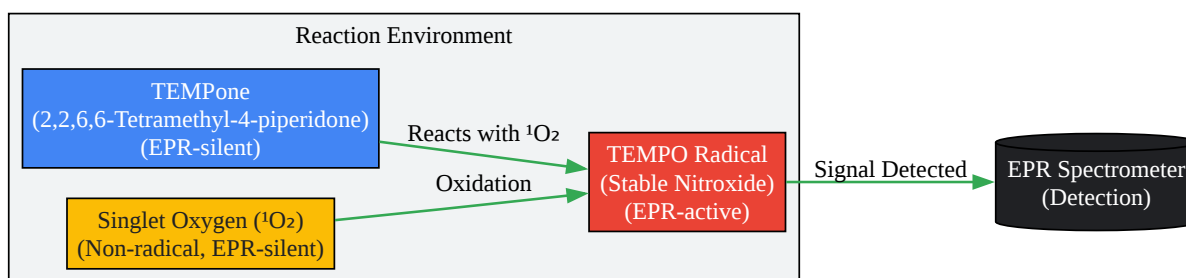 Reaction Environment
TEMPone
(2,2,6,6-Tetramethyl-4-piperidone)
(EPR-silent)
Reacts with ¹O₂
Oxidation
Singlet Oxygen (¹O₂)
(Non-radical, EPR-silent)
TEMPO Radical
(Stable Nitroxide)
(EPR-active)
Signal Detected
EPR Spectrometer
(Detection)